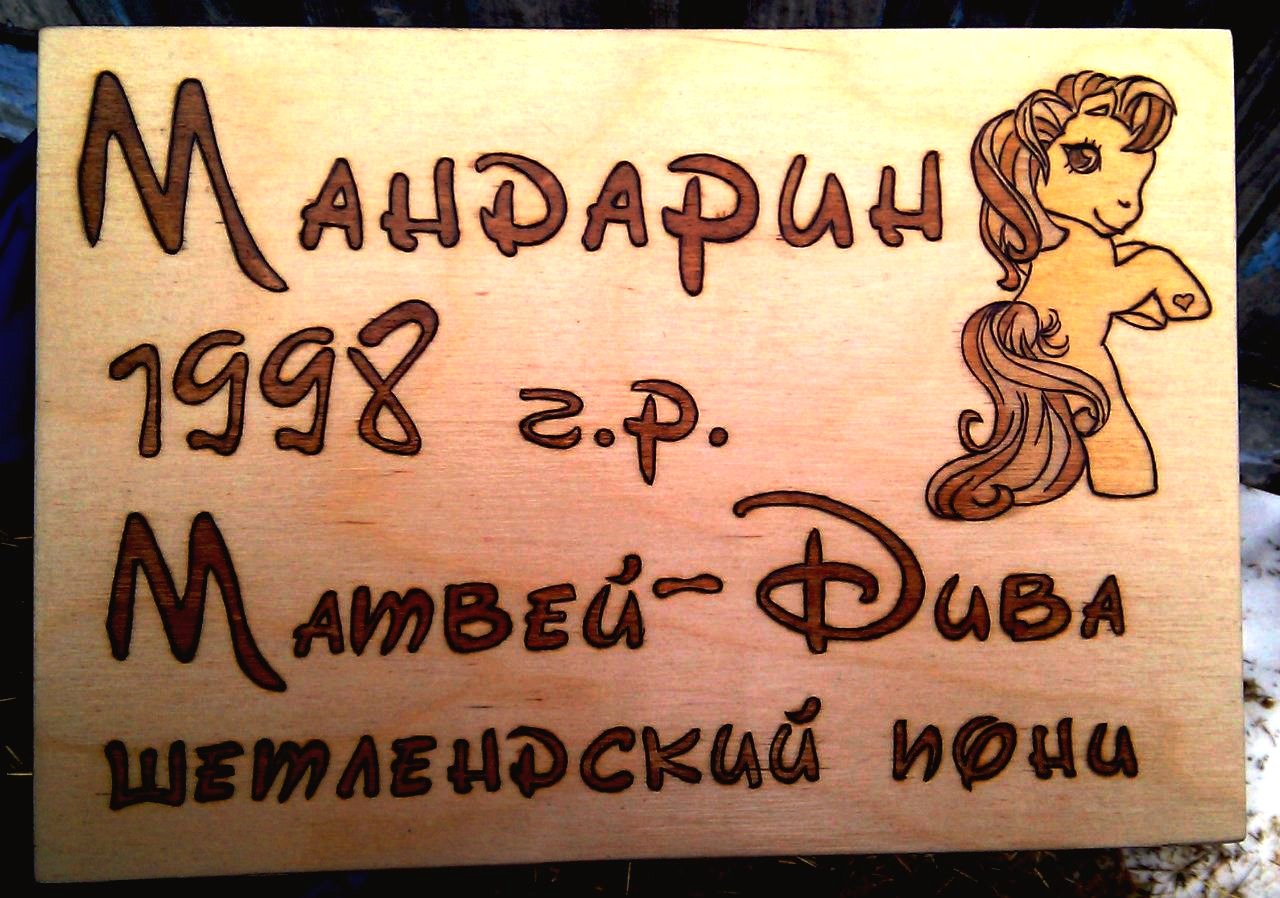 Мандарин
1998 г.р.
Матвей-Дива
шетлендский пони